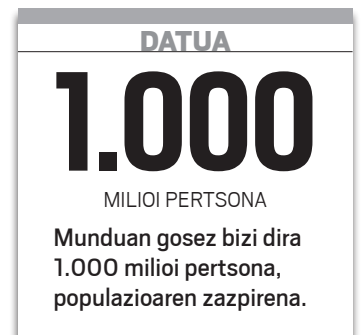 DATUA
1.000
MILIOI PERTSONA
Munduan gosez bizi dira
1.000 milioi pertsona,
populazioaren zazpirena.